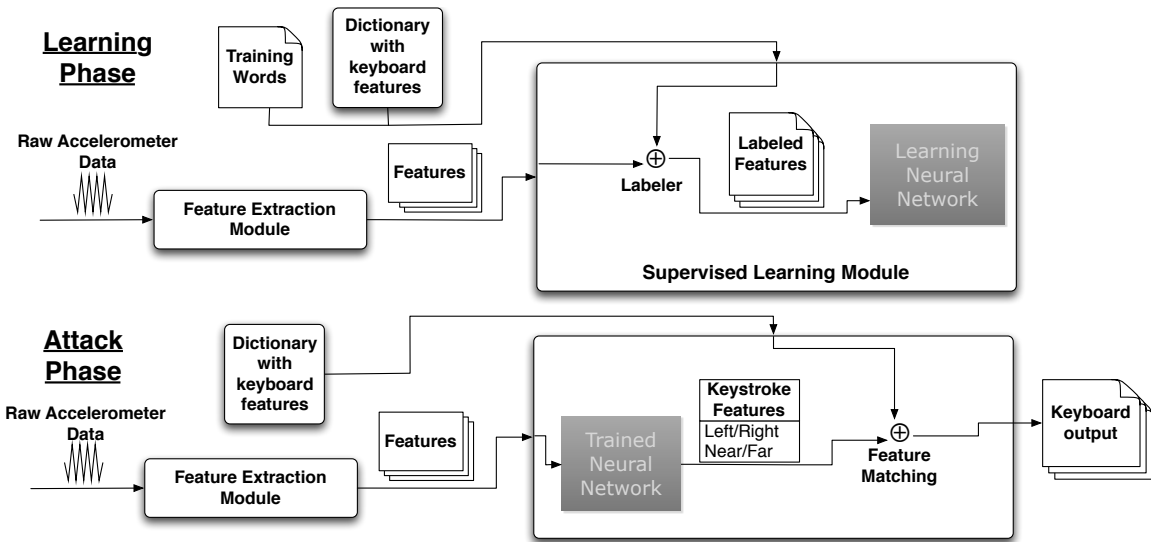 Learning
Phase
Training
Words
Dictionary
with
keyboard
features
Raw Accelerometer
Data
Feature Extraction
Module
Features
Labeler
Labeled
Features
Learning
Neural
Network
Supervised Learning Module
Attack
Phase
Dictionary
with
keyboard
features
Raw Accelerometer
Data
Feature Extraction
Module
Features
Trained
Neural
Network
Keystroke
Features
Left/Right
Near/Far
Feature
Matching
Keyboard
output